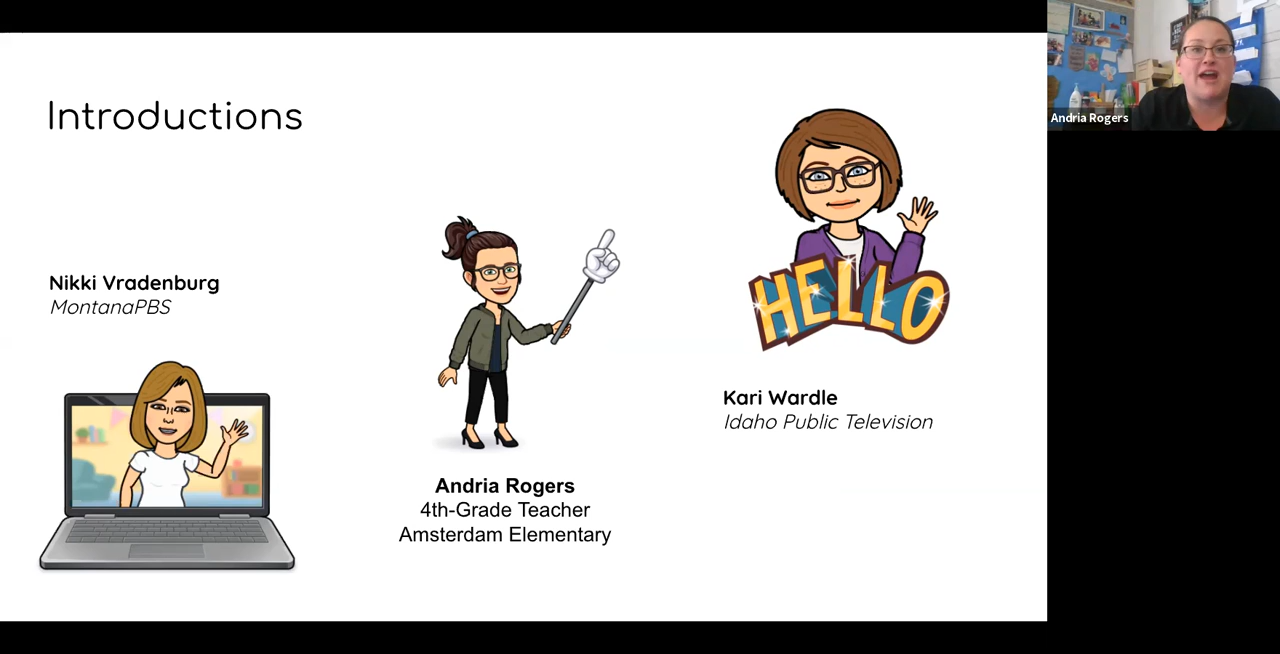 Introductions
Nikki Vradenburg
MontanaPBS
Andria Rogers
4th-Grade Teacher
Amsterdam Elementary
HELLO
Kari Wardle
Idaho Public Television
Andria Rogers